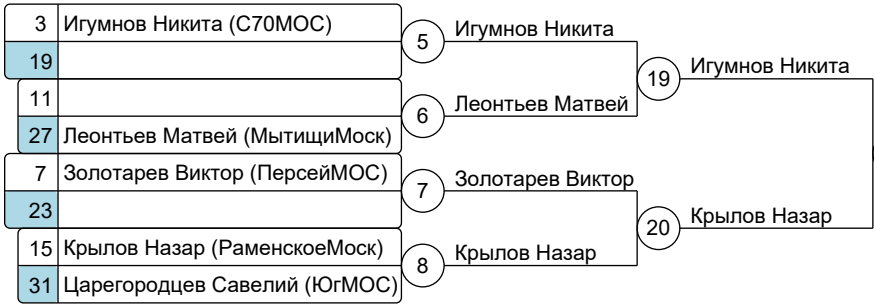 3 Игумнов Никита (С70МОС)
19
11
27 Леонтьев Матвей (МытищиМоск)
7 Золотарев Виктор (ПерсейМОС)
23
15 Крылов Назар (РаменскоеМоск)
31 Царегородцев Савелий (ЮгМОС)
5 Игумнов Никита
6 Леонтьев Матвей
7 Золотарев Виктор
8 Крылов Назар
19 Игумнов Никита
20 Крылов Назар